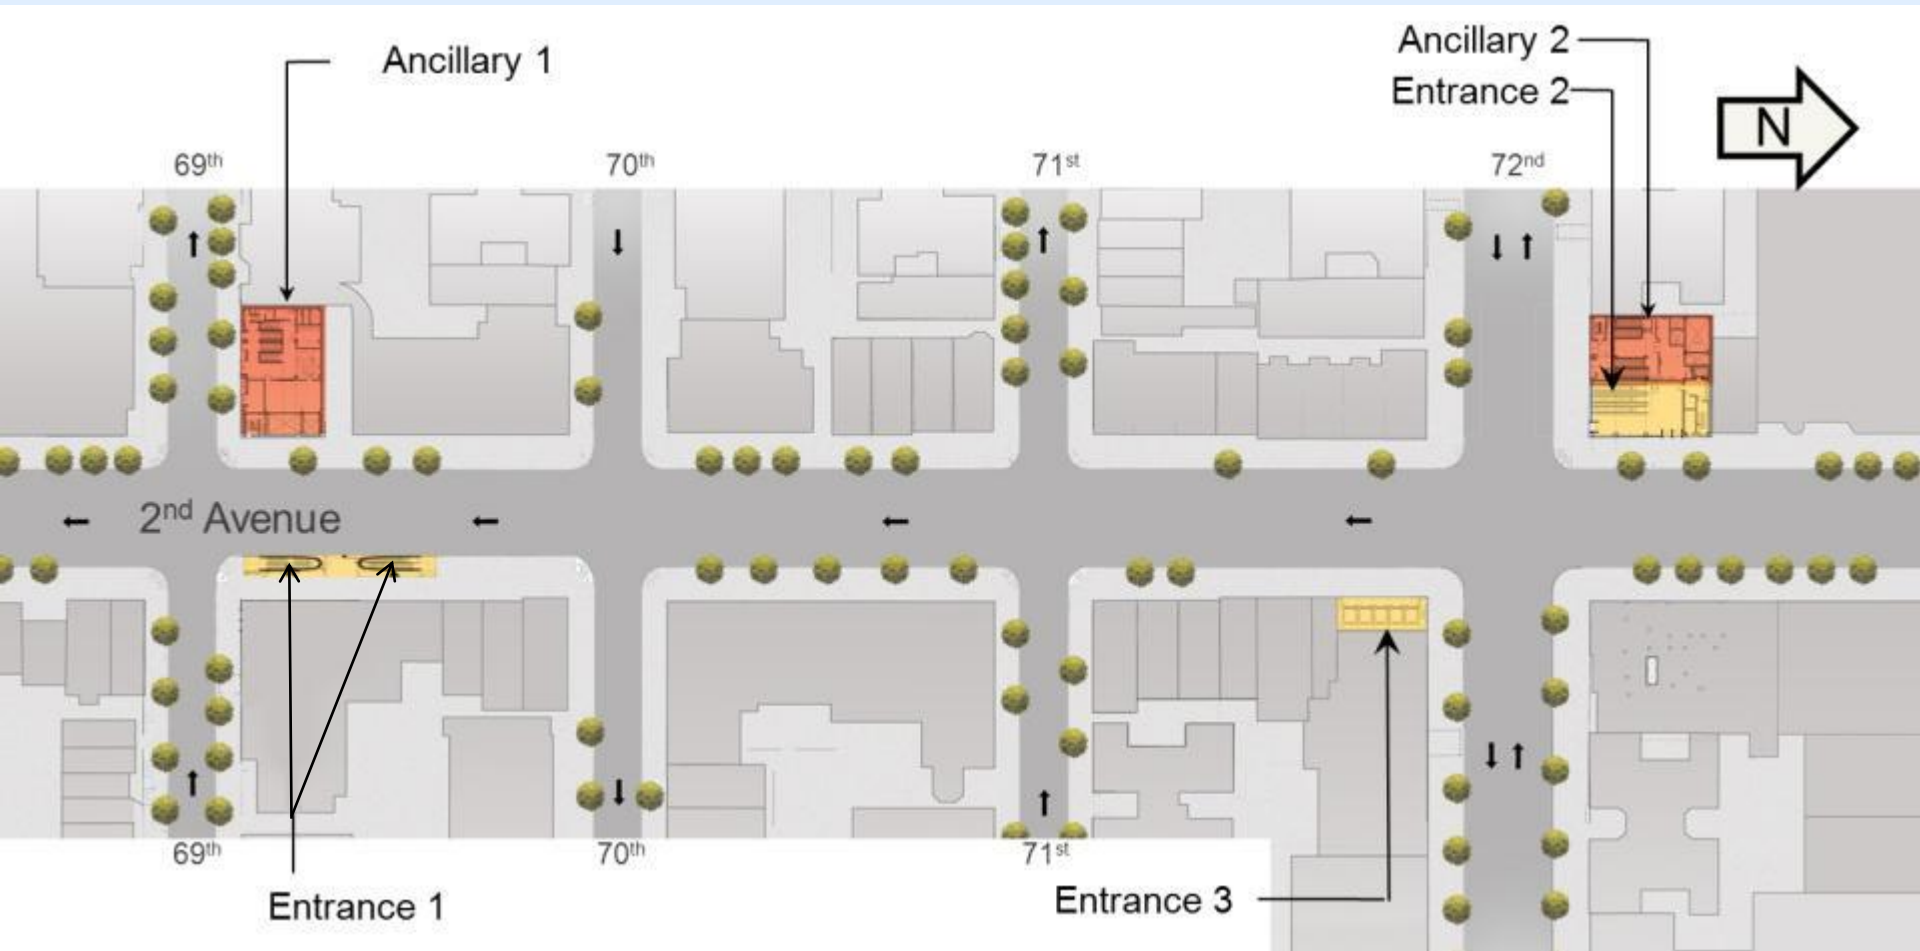 Ancillary 1
Ancillary 2
Entrance 2
N
69th
70th
71st
72nd
2nd Avenue
69th
70th
71st
Entrance 1
Entrance 3